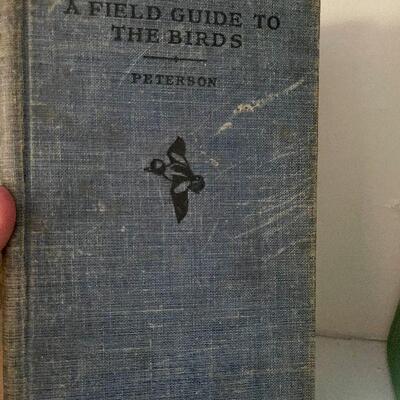 A FIELD GUIDE TO
THE BIRDS
PETERSON